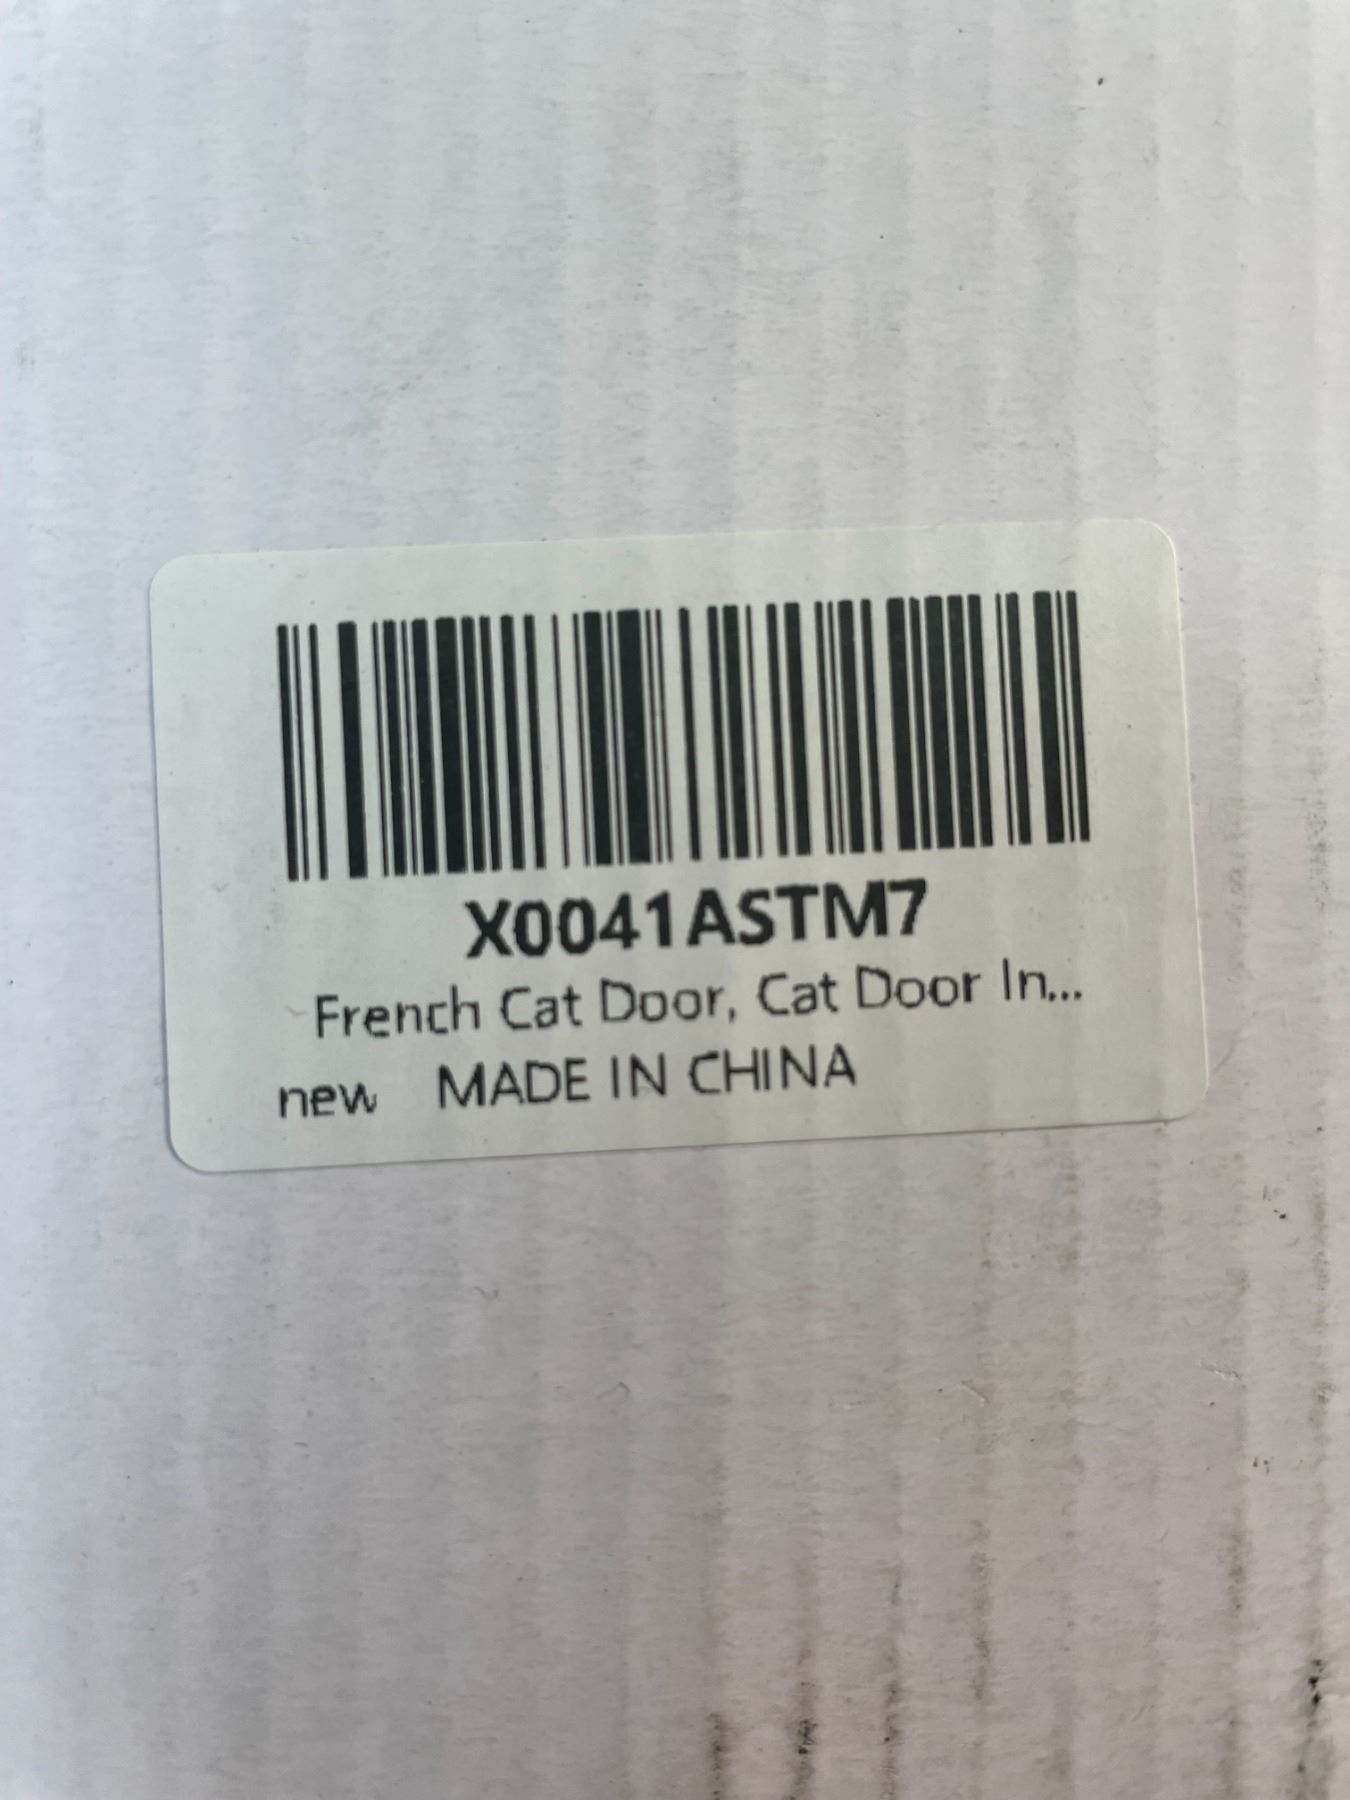 X0041ASTM7
French Cat Door, Cat Door In...
new MADE IN CHINA